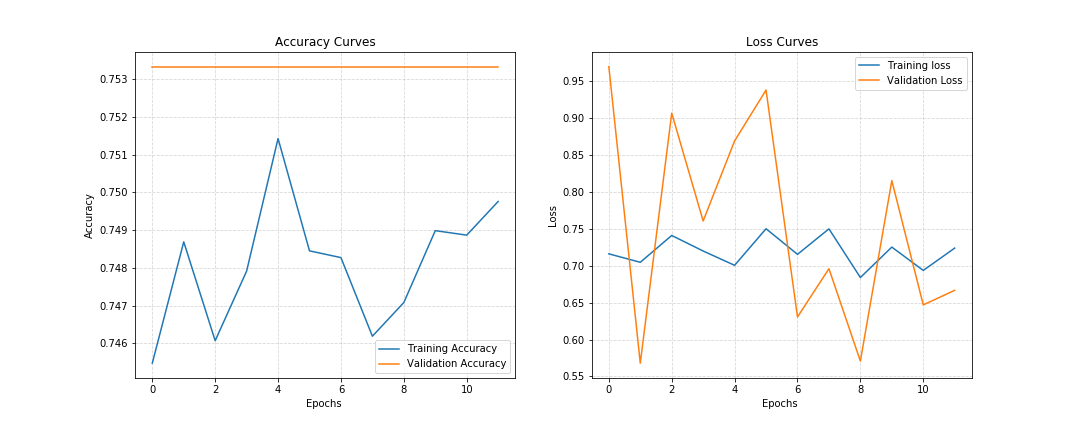 Accuracy Curves
0.753
0.752
0.751
0.750
0.749
0.748
0.747
0.746
Accuracy
Training Accuracy
Validation Accuracy
0 2 4 6 8 10
Epochs
Loss Curves
Training loss
Validation Loss
0.95
0.90
0.85
0.80
0.75
0.70
0.65
0.60
0.55
Loss
0 2 4 6 8 10
Epochs